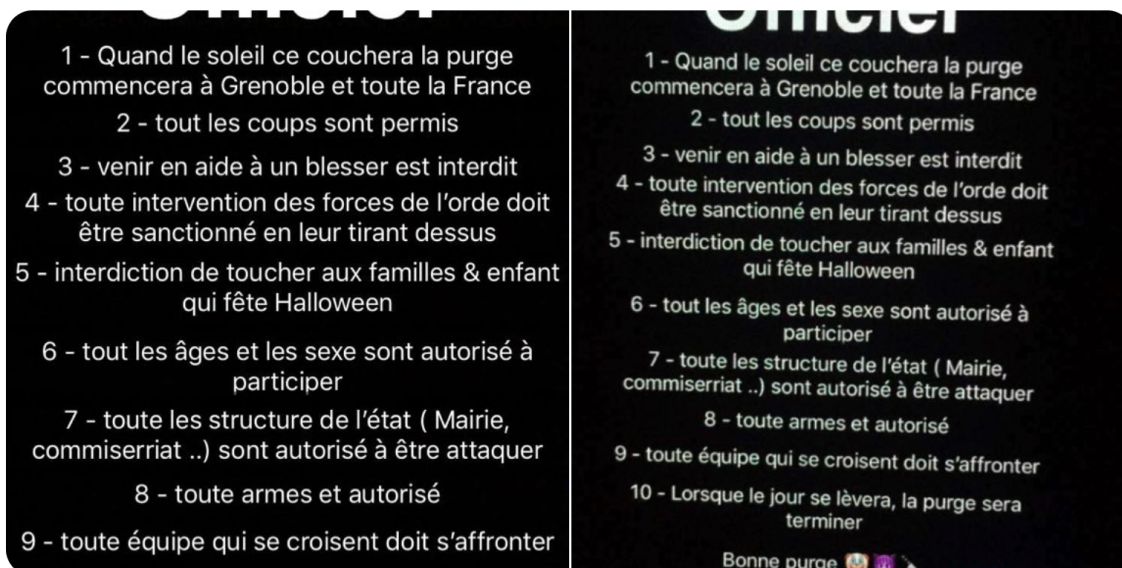 Officiel
1 - Quand le soleil ce couchera la purge
commencera à Grenoble et toute la France
2 - tout les coups sont permis
3 - venir en aide à un blesser est interdit
4 - toute intervention des forces de l'orde doit
être sanctionné en leur tirant dessus
5 - interdiction de toucher aux familles & enfant
qui fête Halloween
6 - tout les âges et les sexe sont autorisé à
participer
7 - toute les structure de l'état ( Mairie,
commiserriat ..) sont autorisé à être attaquer
8 - toute armes et autorisé
9 - toute équipe qui se croisent doit s'affronter
Officiel
1 - Quand le soleil ce couchera la purge
commencera à Grenoble et toute la France
2 - tout les coups sont permis
3 - venir en aide à un blesser est interdit
4 - toute intervention des forces de l'orde doit
être sanctionné en leur tirant dessus
5 - interdiction de toucher aux familles & enfant
qui fête Halloween
6 - tout les âges et les sexe sont autorisé à
participer
7 - toute les structure de l'état ( Mairie,
commiserriat ..) sont autorisé à être attaquer
8 - toute armes et autorisé
9 - toute équipe qui se croisent doit s'affronter
10 - Lorsque le jour se lèvera, la purge sera
terminer
Bonne purge